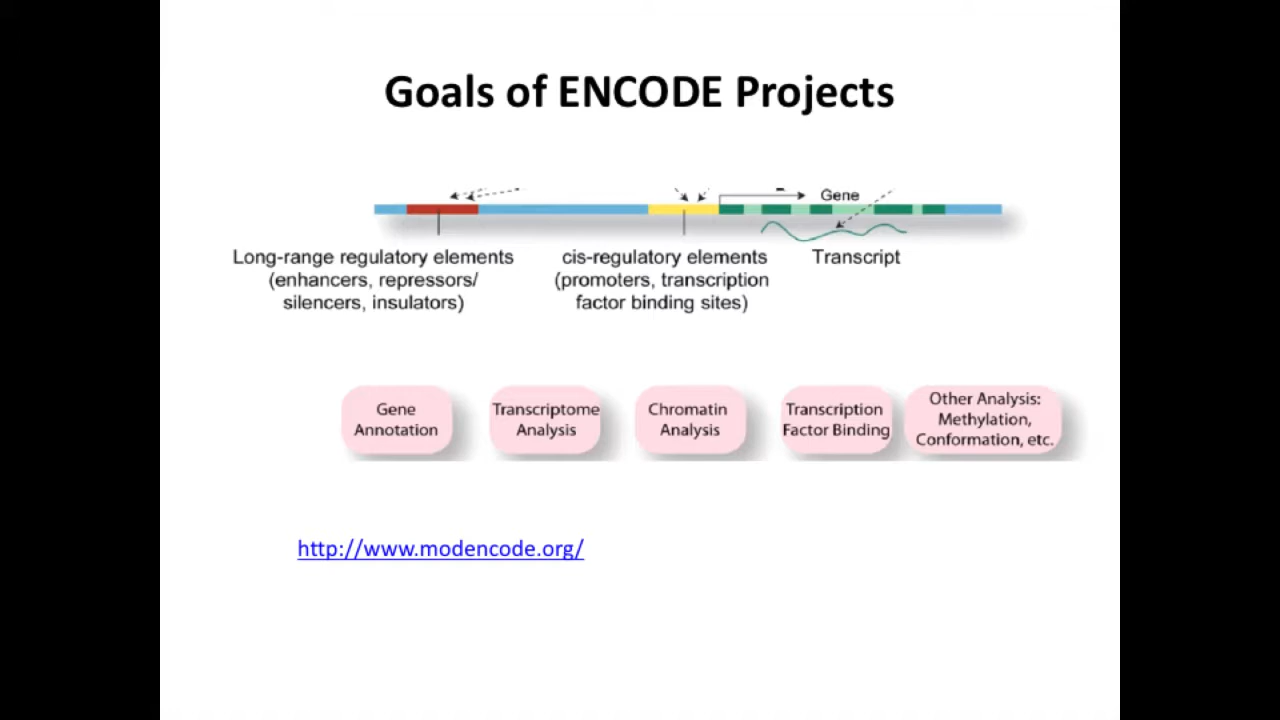 Goals of ENCODE Projects
Gene
Long-range regulatory elements
(enhancers, repressors/
silencers, insulators)
cis-regulatory elements
(promoters, transcription
factor binding sites)
Transcript
Gene
Annotation
Transcriptome
Analysis
Chromatin
Analysis
Transcription
Factor Binding
Other Analysis:
Methylation,
Conformation, etc.
http://www.modencode.org/